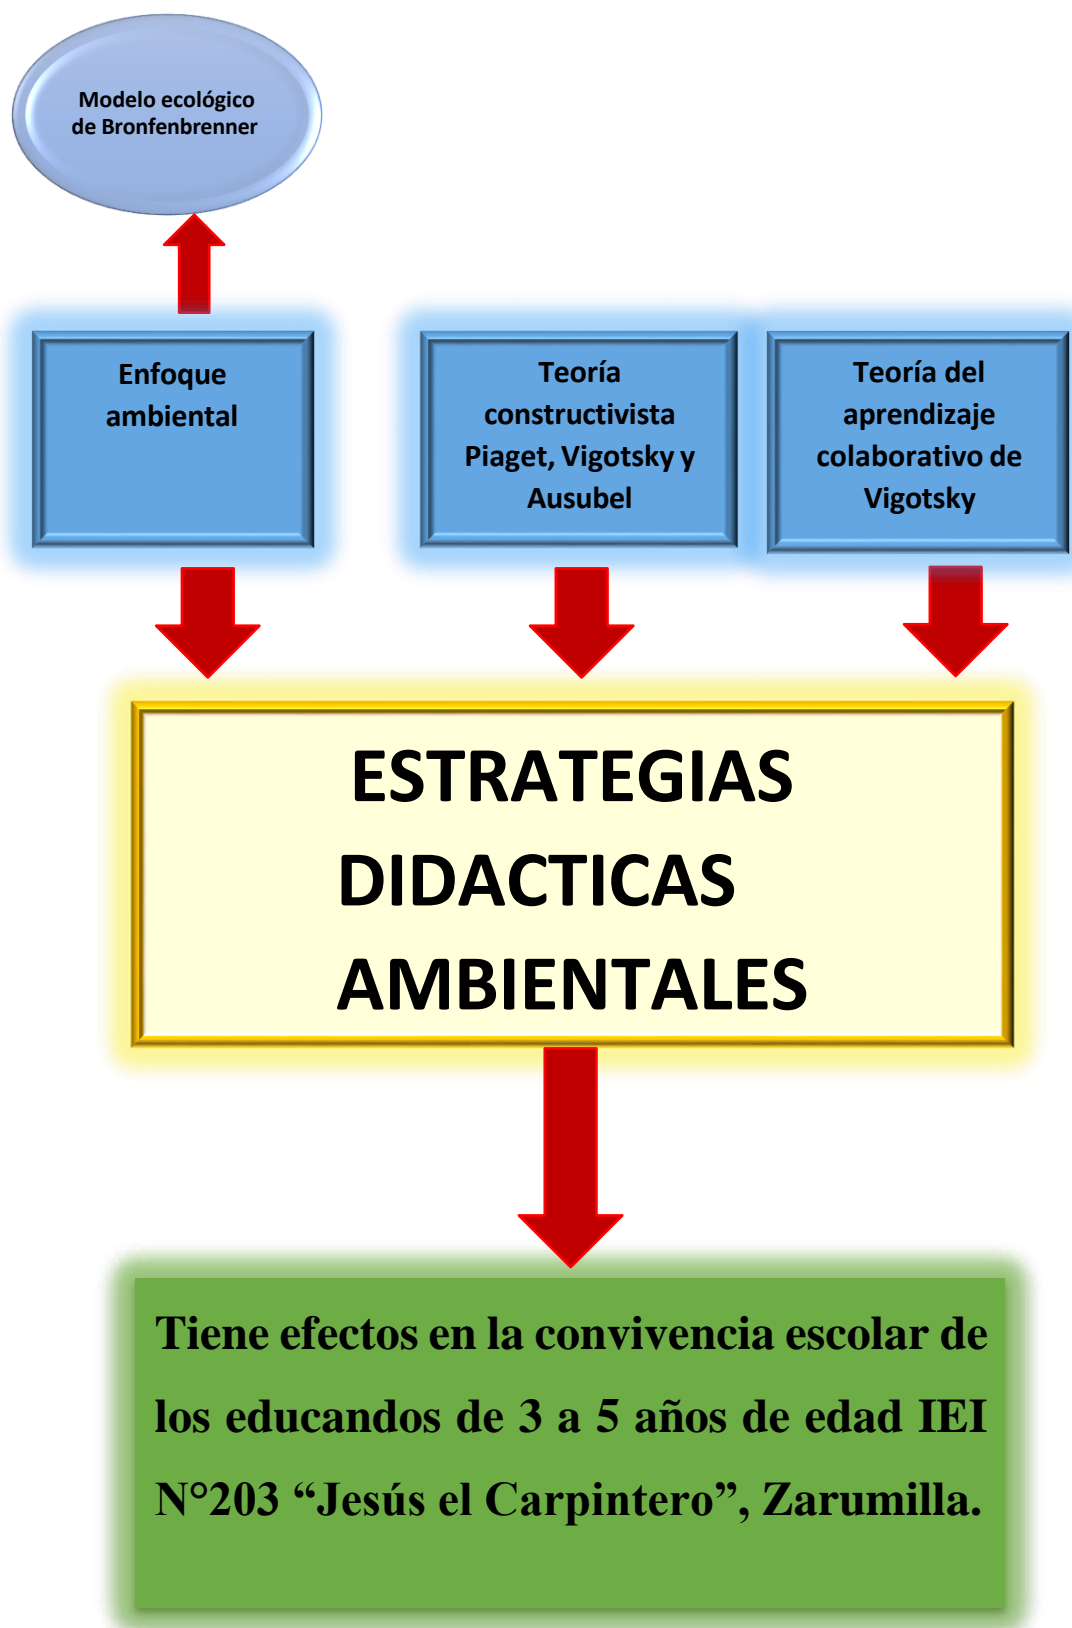 Modelo ecológico
de Bronfenbrenner
Enfoque
ambiental
Teoría
constructivista
Piaget, Vigotsky y
Ausubel
Teoría del
aprendizaje
colaborativo de
Vigotsky
ESTRATEGIAS
DIDACTICAS
AMBIENTALES
Tiene efectos en la convivencia escolar de
los educandos de 3 a 5 años de edad IEI
N°203 “Jesús el Carpintero”, Zarumilla.